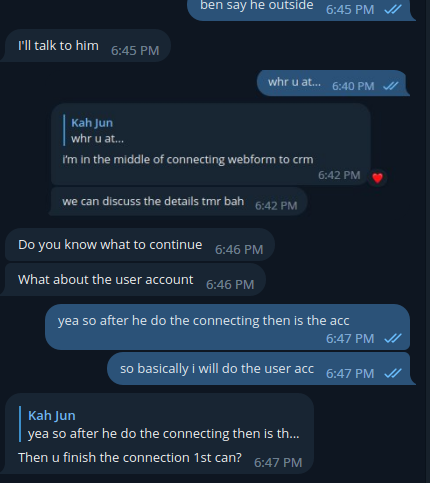 ben say he outside 6:45 PM
I'll talk to him 6:45 PM
whr u at... 6:40 PM
Kah Jun
whr u at...
i'm in the middle of connecting webform to crm
6:42 PM
we can discuss the details tmr bah 6:42 PM
Do you know what to continue 6:46 PM
What about the user account 6:46 PM
yea so after he do the connecting then is the acc
6:47 PM
so basically i will do the user acc 6:47 PM
Kah Jun
yea so after he do the connecting then is th...
Then u finish the connection 1st can? 6:47 PM